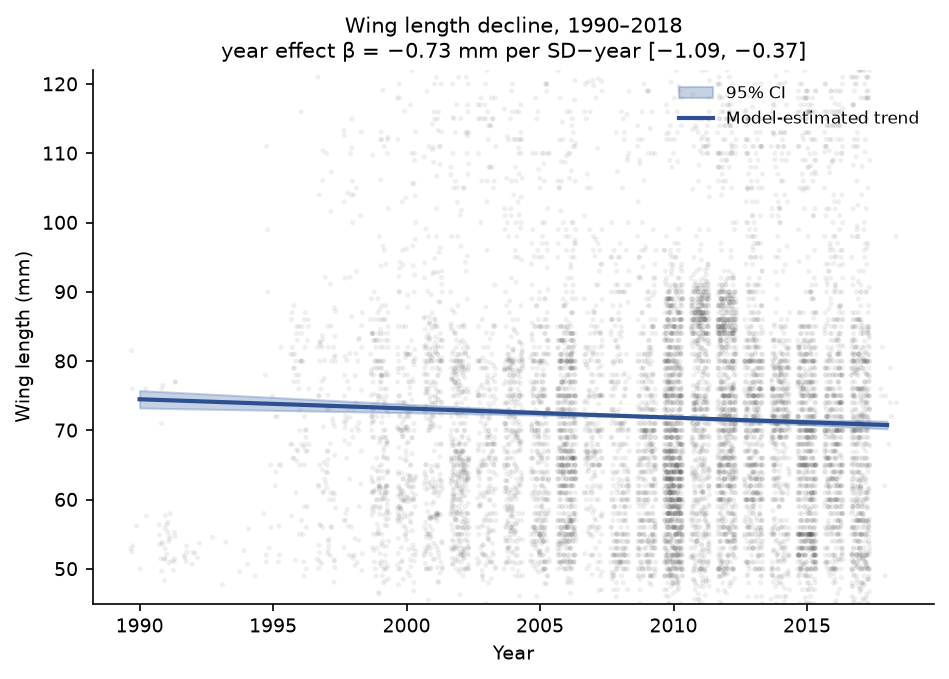 Wing length decline, 1990–2018
year effect β = −0.73 mm per SD−year [−1.09, −0.37]
120
110
100
90
80
70
60
50
Wing length (mm)
95% CI
Model-estimated trend
1990
1995
2000
2005
2010
2015
Year